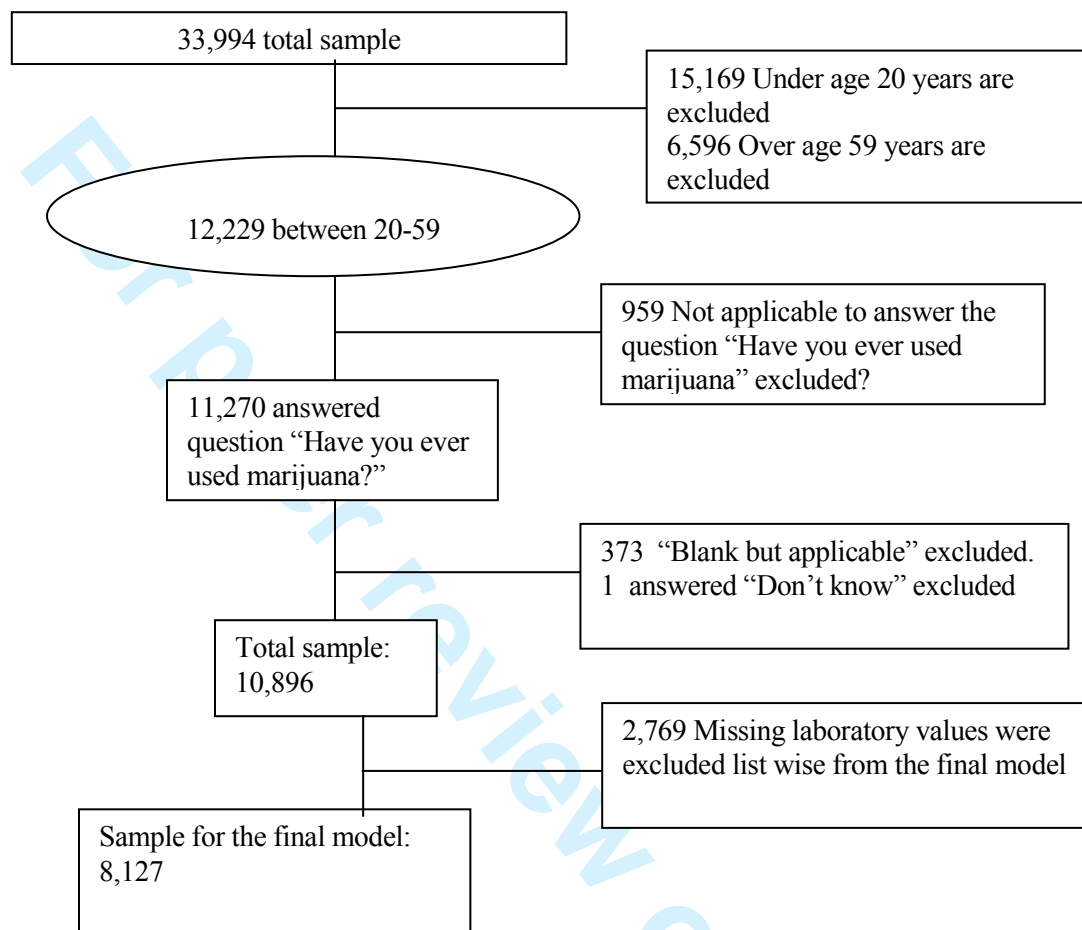 33,994 total sample
15,169 Under age 20 years are
excluded
6,596 Over age 59 years are
excluded
12,229 between 20-59
959 Not applicable to answer the
question “Have you ever used
marijuana” excluded?
11,270 answered
question “Have you ever
used marijuana?”
373 “Blank but applicable” excluded.
1 answered “Don’t know” excluded
Total sample:
10,896
2,769 Missing laboratory values were
excluded list wise from the final model
Sample for the final model:
8,127
For peer review o